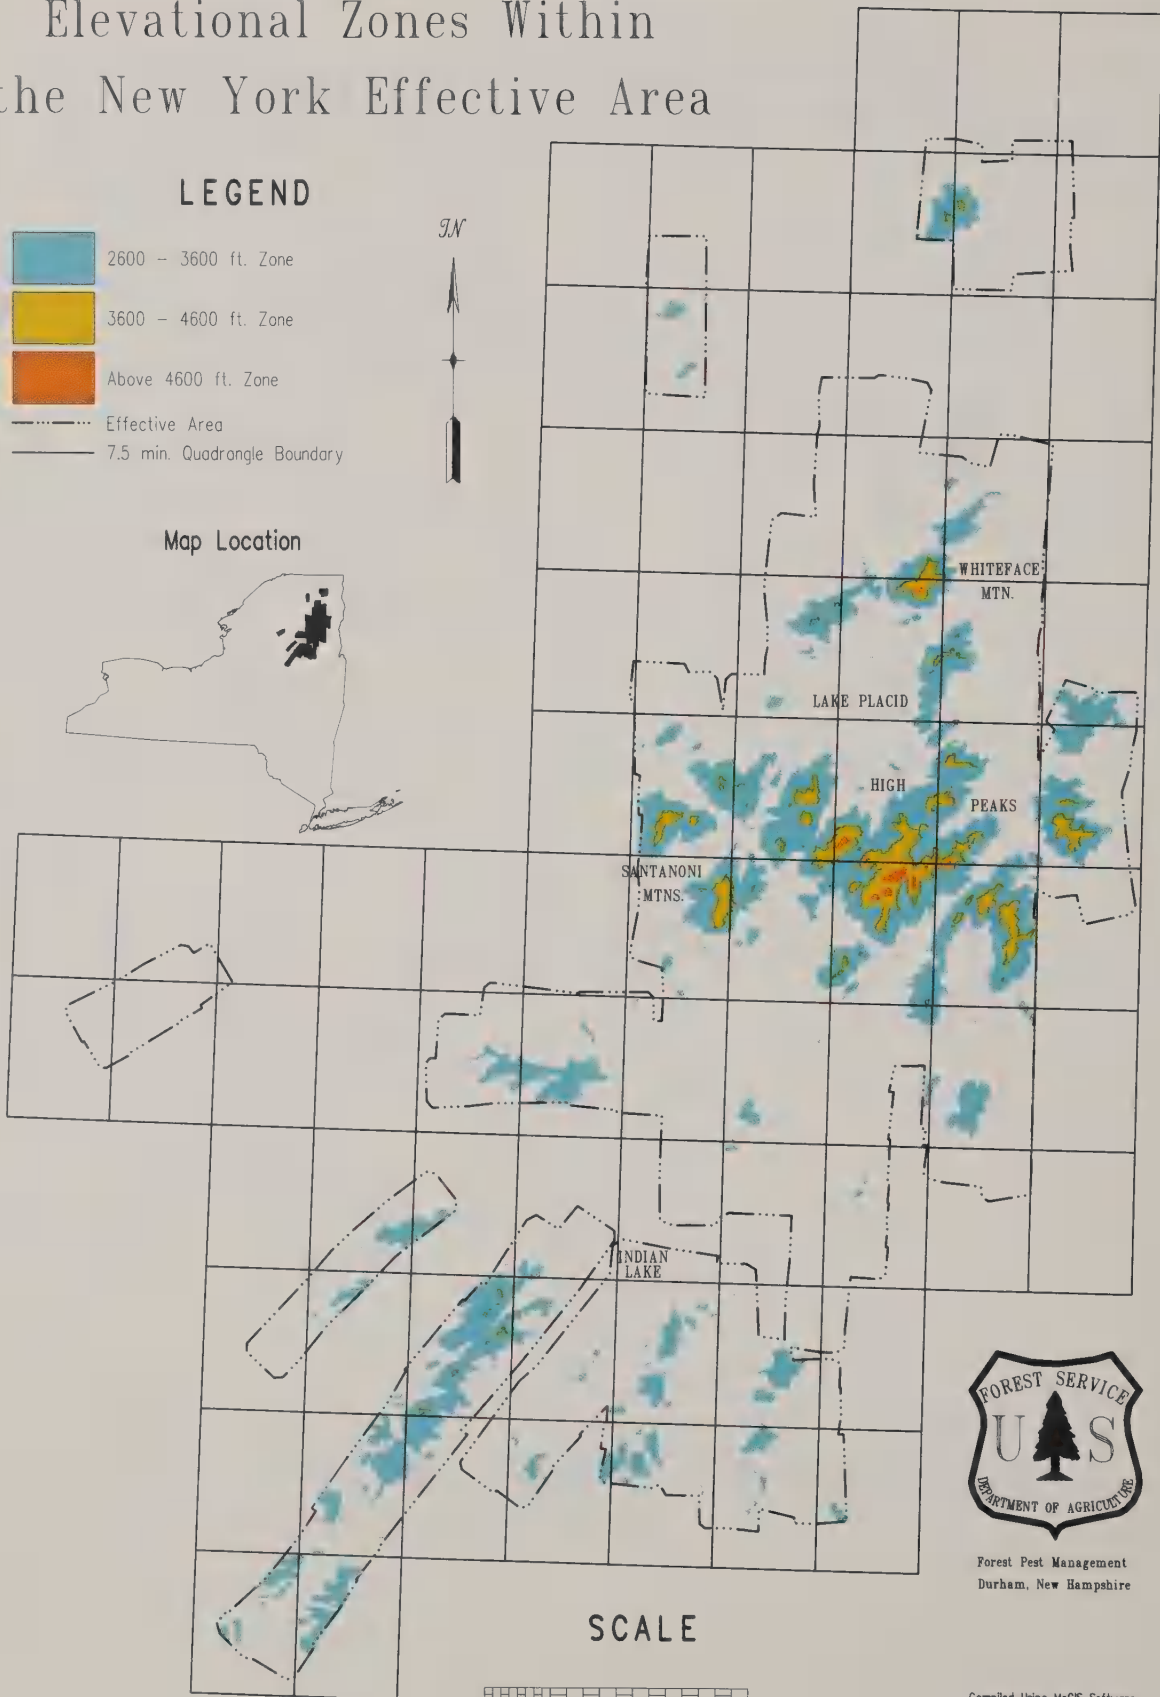 Elevational Zones Within
the New York Effective Area
LEGEND
2600 - 3600 ft. Zone
3600 - 4600 ft. Zone
Above 4600 ft. Zone
Effective Area
7.5 min. Quadrangle Boundary
TN
Map Location
WHITEFACE
MTN.
LAKE PLACID
HIGH
PEAKS
SANTANONI
MTNS.
INDIAN
LAKE
FOREST SERVICE
U S
DEPARTMENT OF AGRICULTURE
Forest Pest Management
Durham, New Hampshire
SCALE
Compiled Using